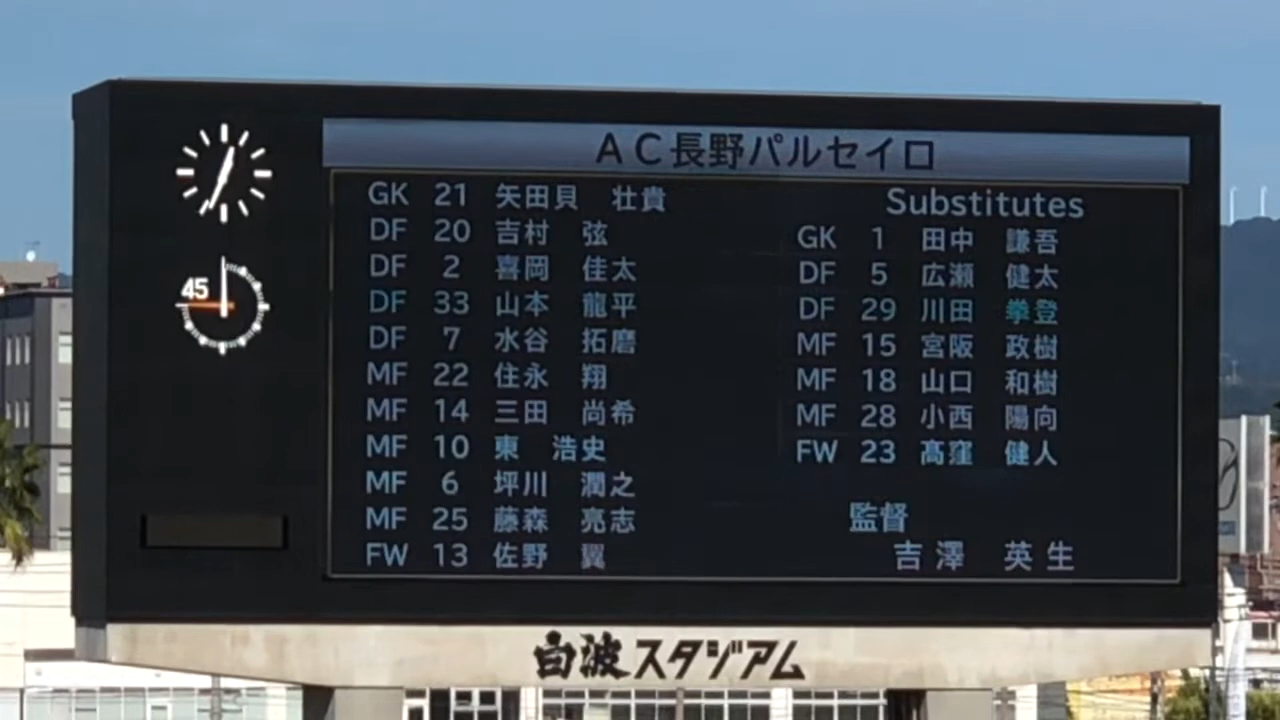 AC長野パルセイロ
GK 21 矢田貝 壮貴
DF 20 吉村 弦
DF 2 喜岡 佳太
DF 33 山本 龍平
DF 7 水谷 拓磨
MF 22 住永 翔
MF 14 三田 尚希
MF 10 東 浩史
MF 6 坪川 潤之
MF 25 藤森 亮志
FW 13 佐野 翼
Substitutes
GK 1 田中 謙吾
DF 5 広瀬 健太
DF 29 川田 拳登
MF 15 宮阪 政樹
MF 18 山口 和樹
MF 28 小西 陽向
FW 23 髙窪 健人
監督
吉澤 英生
45
白波スタジアム